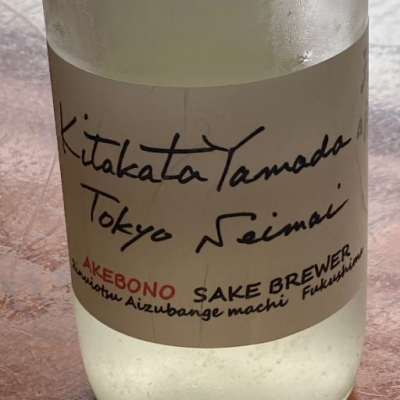 Kitakata Yamada
Tokyo Seimai
AKEBONO SAKE BREWER
Aizubange machi Fukushima